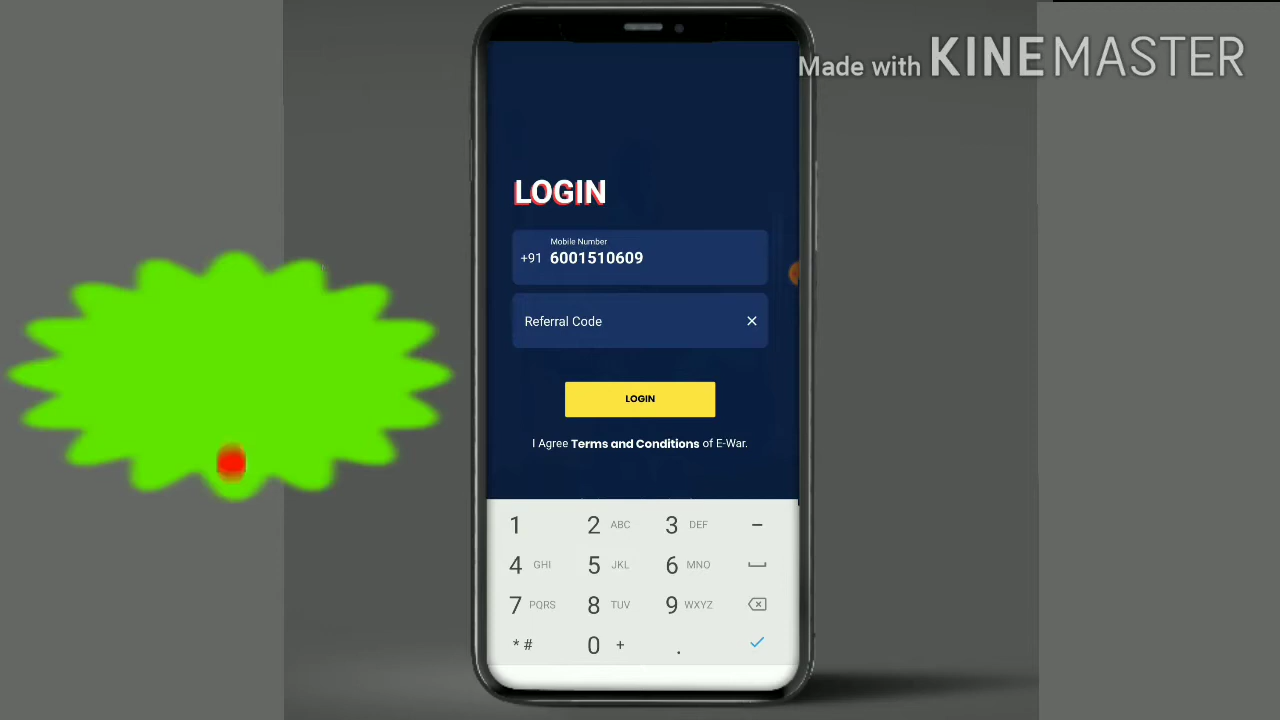 Made with KINEMASTER
LOGIN
Mobile Number
+91 6001510609
Referral Code ✕
LOGIN
I Agree Terms and Conditions of E-War.
1 2 ABC 3 DEF –
4 GHI 5 JKL 6 MNO
7 PQRS 8 TUV 9 WXYZ
* # 0 + .